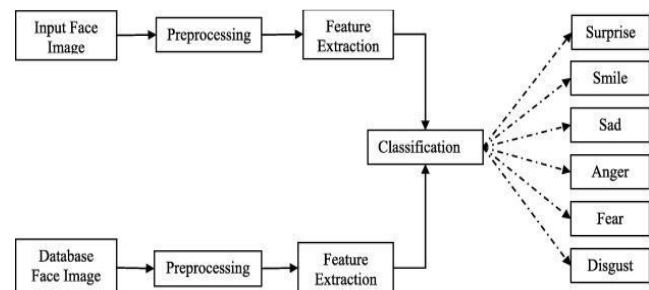 Input Face
Image
Preprocessing
Feature
Extraction
Classification
Surprise
Smile
Sad
Anger
Fear
Disgust
Database
Face Image
Preprocessing
Feature
Extraction